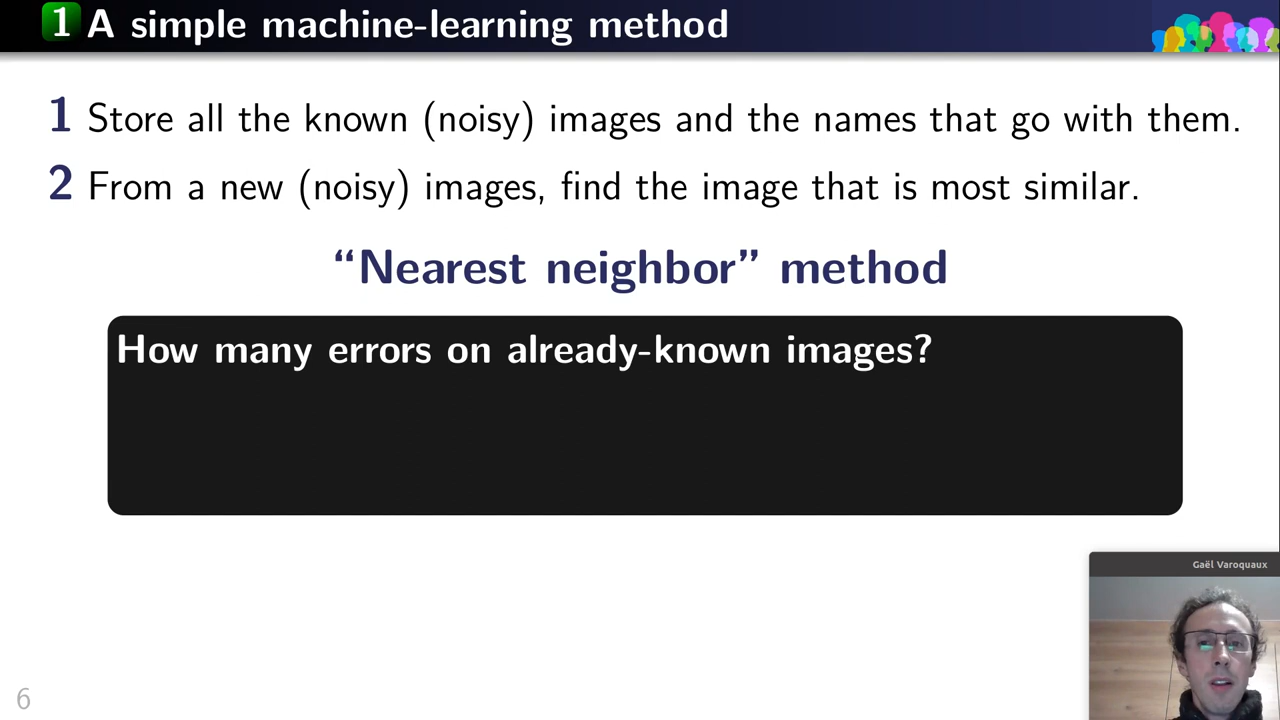 1 A simple machine-learning method
1 Store all the known (noisy) images and the names that go with them.
2 From a new (noisy) images, find the image that is most similar.
“Nearest neighbor” method
How many errors on already-known images?
Gaël Varoquaux
6